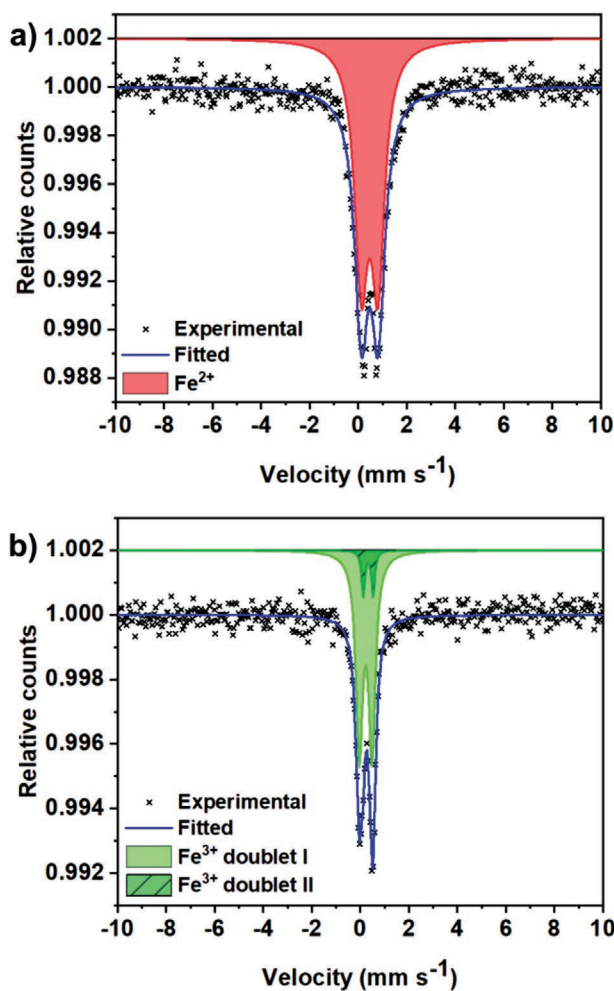 a)
1.002
1.000
0.998
0.996
0.994
0.992
0.990
0.988
Relative counts
× Experimental
Fitted
Fe²⁺
-10 -8 -6 -4 -2 0 2 4 6 8 10
Velocity (mm s⁻¹)
b)
1.002
1.000
0.998
0.996
0.994
0.992
Relative counts
× Experimental
Fitted
Fe³⁺ doublet I
Fe³⁺ doublet II
-10 -8 -6 -4 -2 0 2 4 6 8 10
Velocity (mm s⁻¹)